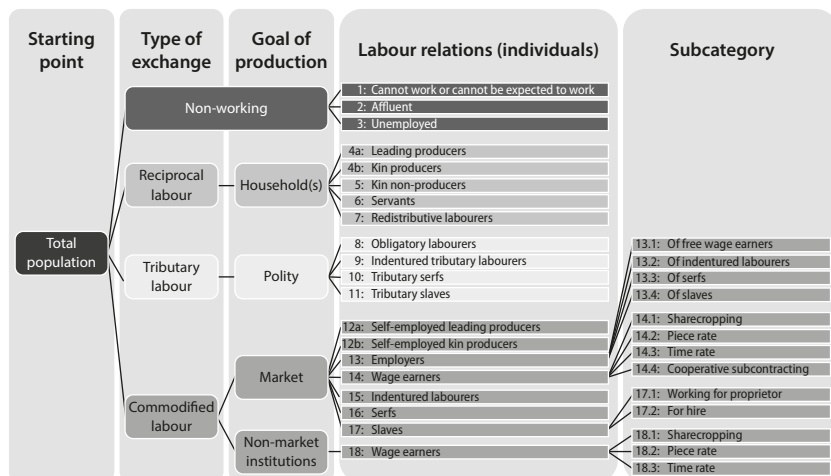 Starting
point
Type of
exchange
Goal of
production
Labour relations (individuals)
Subcategory
Total
population
Non-working
1: Cannot work or cannot be expected to work
2: Affluent
3: Unemployed
Reciprocal
labour
Household(s)
4a: Leading producers
4b: Kin producers
5: Kin non-producers
6: Servants
7: Redistributive labourers
Tributary
labour
Polity
8: Obligatory labourers
9: Indentured tributary labourers
10: Tributary serfs
11: Tributary slaves
Commodified
labour
Market
12a: Self-employed leading producers
12b: Self-employed kin producers
13: Employers
14: Wage earners
15: Indentured labourers
16: Serfs
17: Slaves
Non-market
institutions
18: Wage earners
13.1: Of free wage earners
13.2: Of indentured labourers
13.3: Of serfs
13.4: Of slaves
14.1: Sharecropping
14.2: Piece rate
14.3: Time rate
14.4: Cooperative subcontracting
17.1: Working for proprietor
17.2: For hire
18.1: Sharecropping
18.2: Piece rate
18.3: Time rate